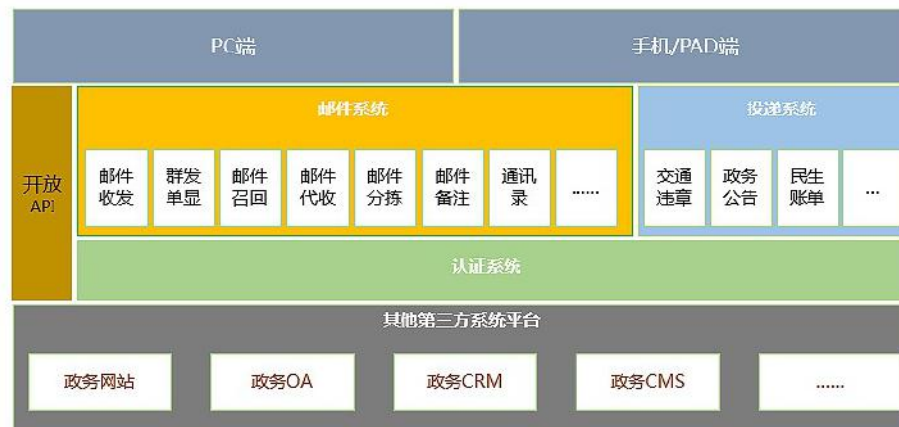 PC端
手机/PAD端
开放
API
邮件系统
邮件
收发
群发
单显
邮件
召回
邮件
代收
邮件
分拣
邮件
备注
通讯
录
......
投递系统
交通
违章
政务
公告
民生
账单
...
认证系统
其他第三方系统平台
政务网站
政务OA
政务CRM
政务CMS
......